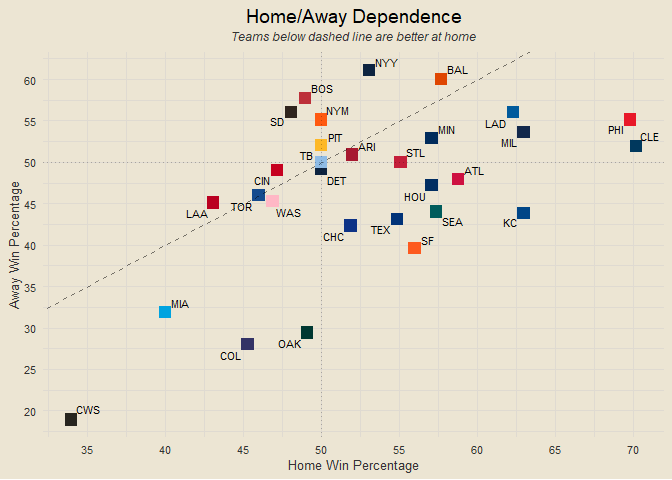 Home/Away Dependence
Teams below dashed line are better at home
Away Win Percentage
60
55
50
45
40
35
30
25
20
NYY
BAL
BOS
SD
NYM
LAD
PHI
MIN
MIL
CLE
PIT
ARI
TB
STL
CIN
DET
ATL
HOU
LAA
TOR
WAS
KC
CHC
TEX
SEA
SF
MIA
COL
OAK
CWS
35
40
45
50
55
60
65
70
Home Win Percentage